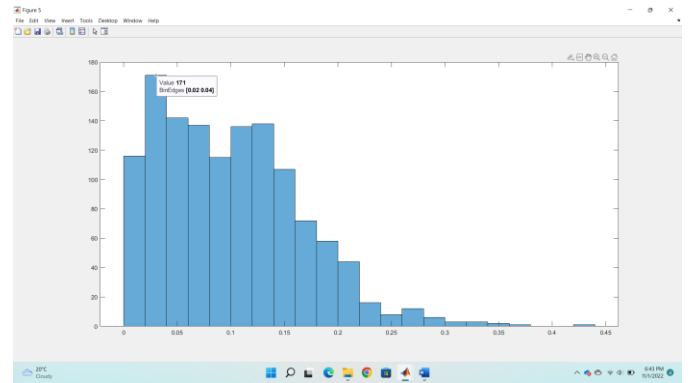 Figure 5
File Edit View Insert Tools Desktop Window Help
180
160
140
120
100
80
60
40
20
0
Value 171
BinEdges [0.02 0.04]
0 0.05 0.1 0.15 0.2 0.25 0.3 0.35 0.4 0.45
20°C
Cloudy
6:43 PM
11/1/2022